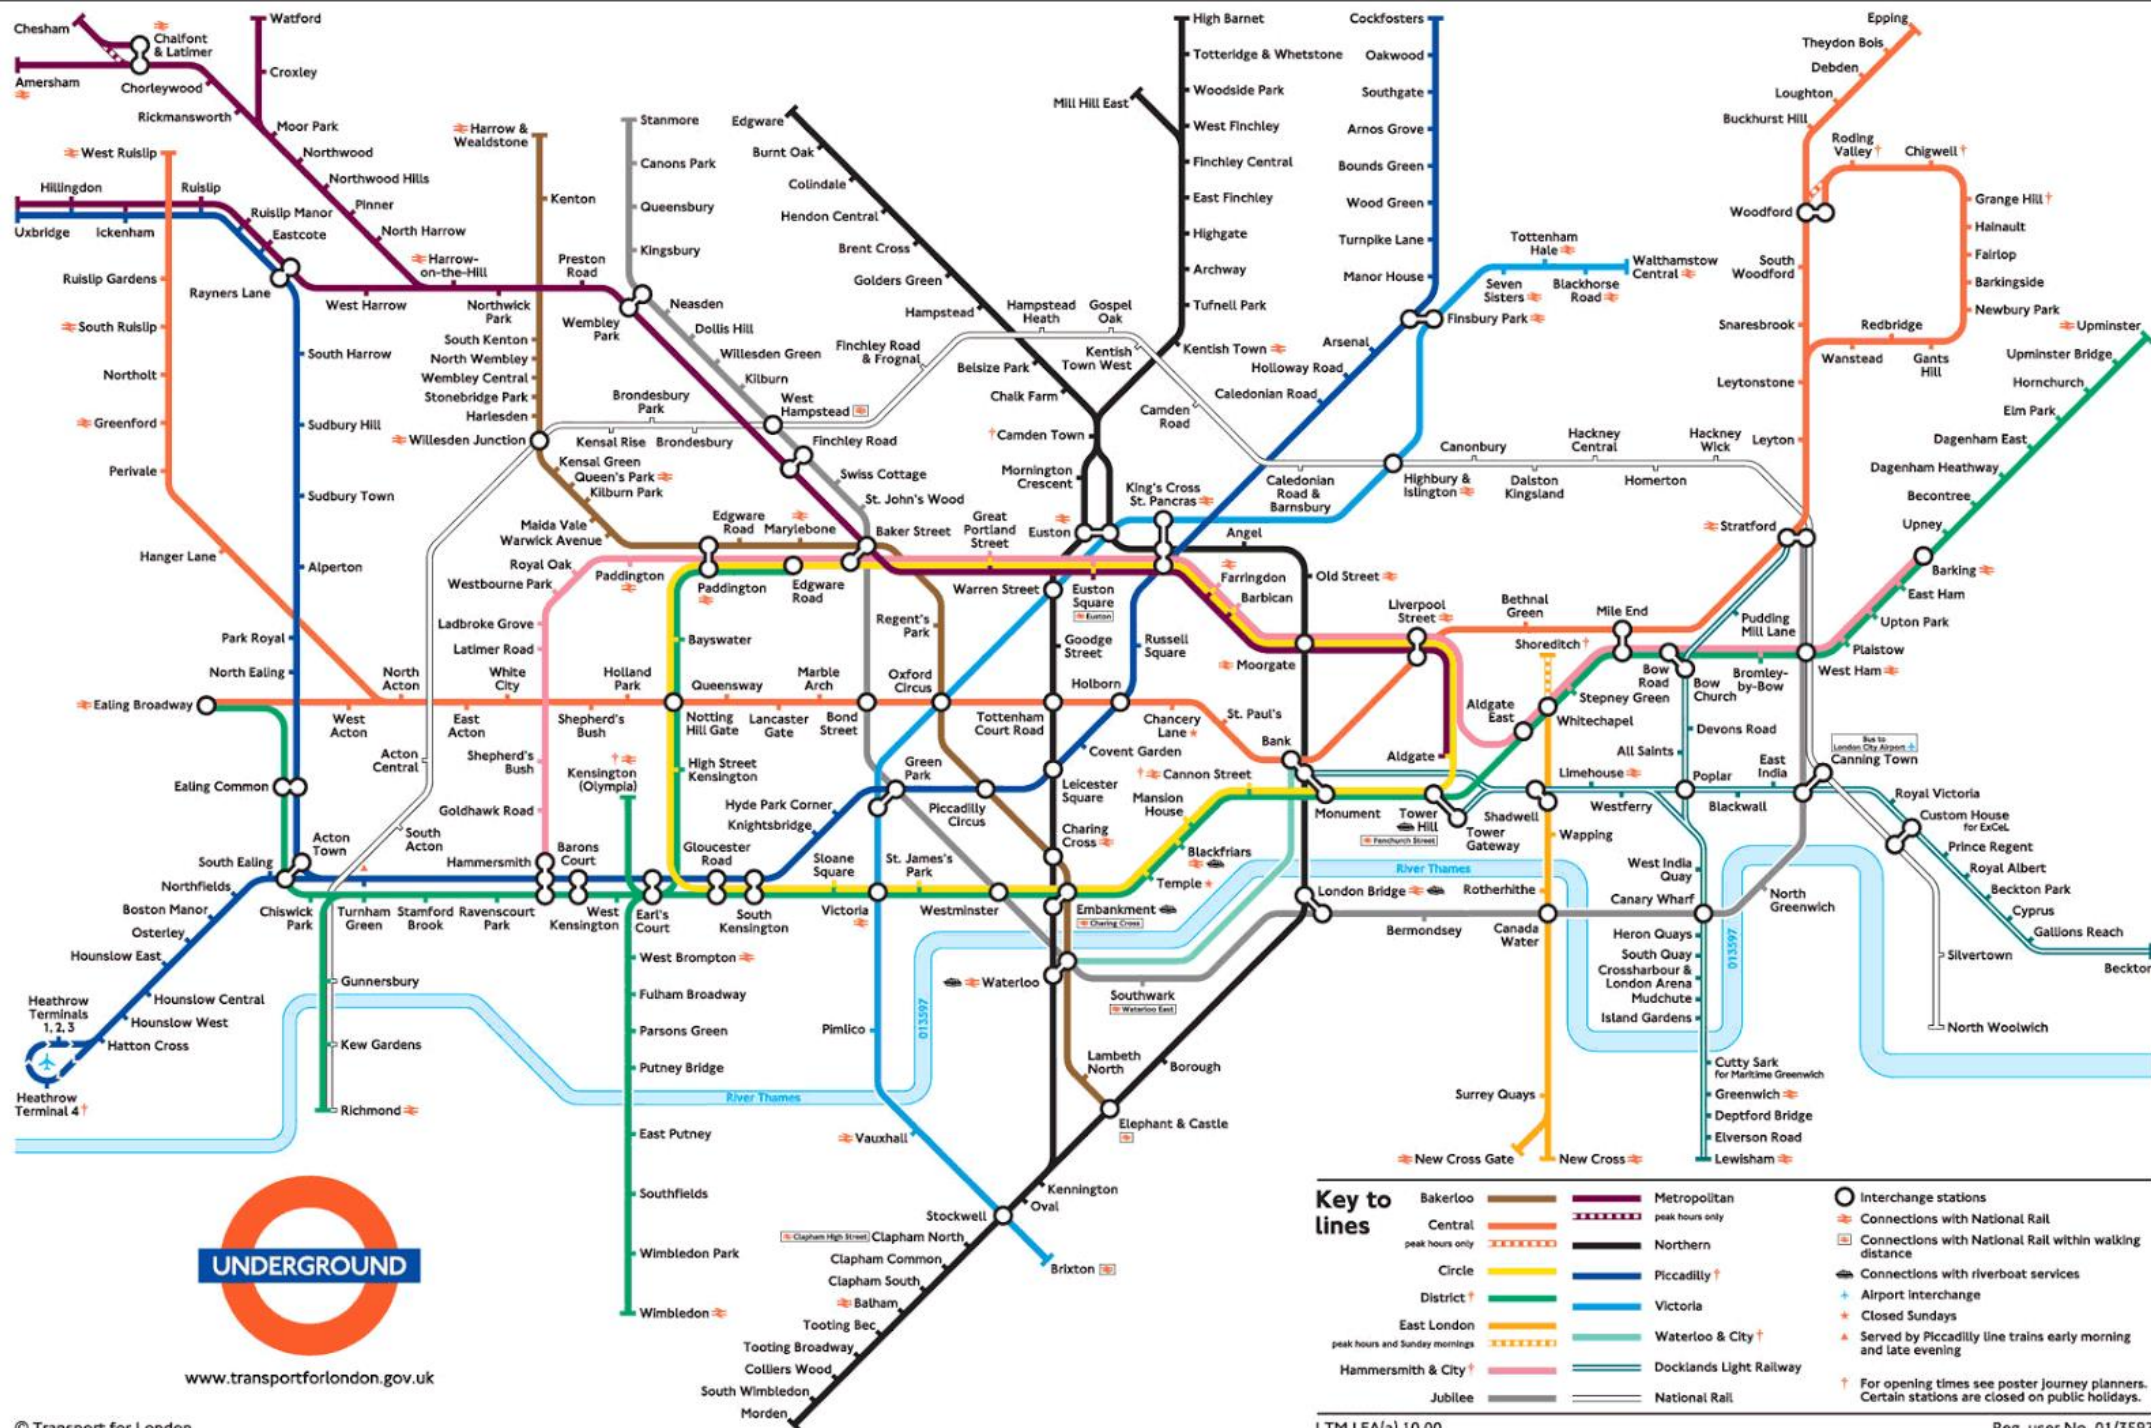 Chesham
Chalfont
& Latimer
Amersham
Chorleywood
Rickmansworth
Watford
Croxley
Moor Park
Northwood
Northwood Hills
Pinner
North Harrow
Harrow-
on-the-Hill
West Ruislip
Hillingdon
Ruislip
Uxbridge
Ickenham
Ruislip Manor
Eastcote
Rayners Lane
West Harrow
Northwick
Park
Preston
Road
Wembley
Park
Ruislip Gardens
South Ruislip
Northolt
Greenford
Perivale
Hanger Lane
South Harrow
Sudbury Hill
Sudbury Town
Alperton
Park Royal
North Ealing
Harrow &
Wealdstone
Kenton
South Kenton
North Wembley
Wembley Central
Stonebridge Park
Harlesden
Willesden Junction
Kensal Green
Queen's Park
Kilburn Park
Maida Vale
Warwick Avenue
Stanmore
Canons Park
Queensbury
Kingsbury
Neasden
Dollis Hill
Willesden Green
Kilburn
West
Hampstead
Finchley Road
Swiss Cottage
St. John's Wood
Brondesbury
Park
Kensal Rise
Brondesbury
Finchley Road
& Frognal
Hampstead
Heath
Gospel
Oak
Kentish
Town West
Camden
Road
Edgware
Burnt Oak
Colindale
Hendon Central
Brent Cross
Golders Green
Hampstead
Belsize Park
Chalk Farm
Camden Town
Mornington
Crescent
Euston
High Barnet
Totteridge & Whetstone
Woodside Park
West Finchley
Mill Hill East
Finchley Central
East Finchley
Highgate
Archway
Tufnell Park
Kentish Town
Cockfosters
Oakwood
Southgate
Arnos Grove
Bounds Green
Wood Green
Turnpike Lane
Manor House
Finsbury Park
Arsenal
Holloway Road
Caledonian Road
Tottenham
Hale
Seven
Sisters
Blackhorse
Road
Walthamstow
Central
Caledonian
Road &
Barnsbury
Highbury &
Islington
Canonbury
Dalston
Kingsland
Hackney
Central
Homerton
Hackney
Wick
Epping
Theydon Bois
Debden
Loughton
Buckhurst Hill
Roding
Valley
Chigwell
Grange Hill
Hainault
Fairlop
Barkingside
Newbury Park
Woodford
South
Woodford
Snaresbrook
Redbridge
Wanstead
Gants
Hill
Leytonstone
Leyton
Stratford
Upminster
Upminster Bridge
Hornchurch
Elm Park
Dagenham East
Dagenham Heathway
Becontree
Upney
Barking
East Ham
Upton Park
Plaistow
West Ham
Edgware
Road
Marylebone
Baker Street
Great
Portland
Street
King's Cross
St. Pancras
Angel
Old Street
Royal Oak
Westbourne Park
Paddington
Paddington
Edgware
Road
Warren Street
Euston
Square
Euston
Farringdon
Barbican
Liverpool
Street
Bethnal
Green
Mile End
Pudding
Mill Lane
Ladbroke Grove
Latimer Road
Bayswater
Regent's
Park
Goodge
Street
Russell
Square
Moorgate
Shoreditch
Bow
Road
Bow
Church
Bromley-
by-Bow
Stepney Green
Ealing Broadway
West
Acton
North
Acton
East
Acton
White
City
Shepherd's
Bush
Holland
Park
Notting
Hill Gate
Queensway
Lancaster
Gate
Marble
Arch
Bond
Street
Oxford
Circus
Tottenham
Court Road
Holborn
Chancery
Lane
St. Paul's
Bank
Aldgate
East
Whitechapel
Aldgate
Devons Road
All Saints
Bus to
London City Airport
Canning Town
Acton
Central
Shepherd's
Bush
Kensington
(Olympia)
High Street
Kensington
Green
Park
Covent Garden
Leicester
Square
Cannon Street
Mansion
House
Monument
Tower
Hill
Fenchurch Street
Tower
Gateway
Shadwell
Limehouse
Westferry
Poplar
Blackwall
East
India
Ealing Common
Goldhawk Road
Hyde Park Corner
Knightsbridge
Piccadilly
Circus
Charing
Cross
Blackfriars
Temple
Wapping
Royal Victoria
Custom House
for ExCeL
Prince Regent
Royal Albert
Beckton Park
Cyprus
Gallions Reach
Beckton
South Ealing
Acton
Town
South
Acton
Hammersmith
Barons
Court
Gloucester
Road
Sloane
Square
St. James's
Park
River Thames
West India
Quay
Northfields
Boston Manor
Osterley
Hounslow East
Hounslow Central
Hounslow West
Hatton Cross
Heathrow
Terminals
1, 2, 3
Heathrow
Terminal 4
Chiswick
Park
Turnham
Green
Stamford
Brook
Ravenscourt
Park
West
Kensington
Earl's
Court
South
Kensington
Victoria
Westminster
Embankment
Charing Cross
London Bridge
Rotherhithe
Bermondsey
Canada
Water
Canary Wharf
North
Greenwich
Heron Quays
South Quay
Crossharbour &
London Arena
Mudchute
Island Gardens
013597
Silvertown
North Woolwich
Gunnersbury
Kew Gardens
Richmond
West Brompton
Fulham Broadway
Parsons Green
Putney Bridge
East Putney
Southfields
Wimbledon Park
Wimbledon
River Thames
013597
Pimlico
Waterloo
Southwark
Waterloo East
Lambeth
North
Borough
Elephant & Castle
Vauxhall
Kennington
Oval
Stockwell
Brixton
Clapham High Street
Clapham North
Clapham Common
Clapham South
Balham
Tooting Bec
Tooting Broadway
Colliers Wood
South Wimbledon
Morden
Surrey Quays
New Cross Gate
New Cross
Cutty Sark
for Maritime Greenwich
Greenwich
Deptford Bridge
Elverson Road
Lewisham
UNDERGROUND
www.transportforlondon.gov.uk
© Transport for London
Key to
lines
Bakerloo
Central
peak hours only
Circle
District †
East London
peak hours and Sunday mornings
Hammersmith & City †
Jubilee
Metropolitan
peak hours only
Northern
Piccadilly †
Victoria
Waterloo & City †
Docklands Light Railway
National Rail
Interchange stations
Connections with National Rail
Connections with National Rail within walking
distance
Connections with riverboat services
Airport interchange
Closed Sundays
Served by Piccadilly line trains early morning
and late evening
† For opening times see poster journey planners.
Certain stations are closed on public holidays.